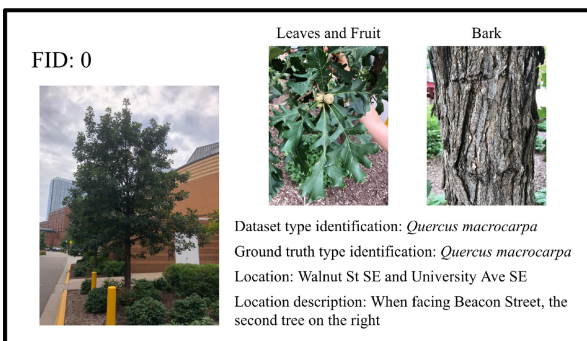 FID: 0
Leaves and Fruit
Bark
Dataset type identification: Quercus macrocarpa
Ground truth type identification: Quercus macrocarpa
Location: Walnut St SE and University Ave SE
Location description: When facing Beacon Street, the
second tree on the right